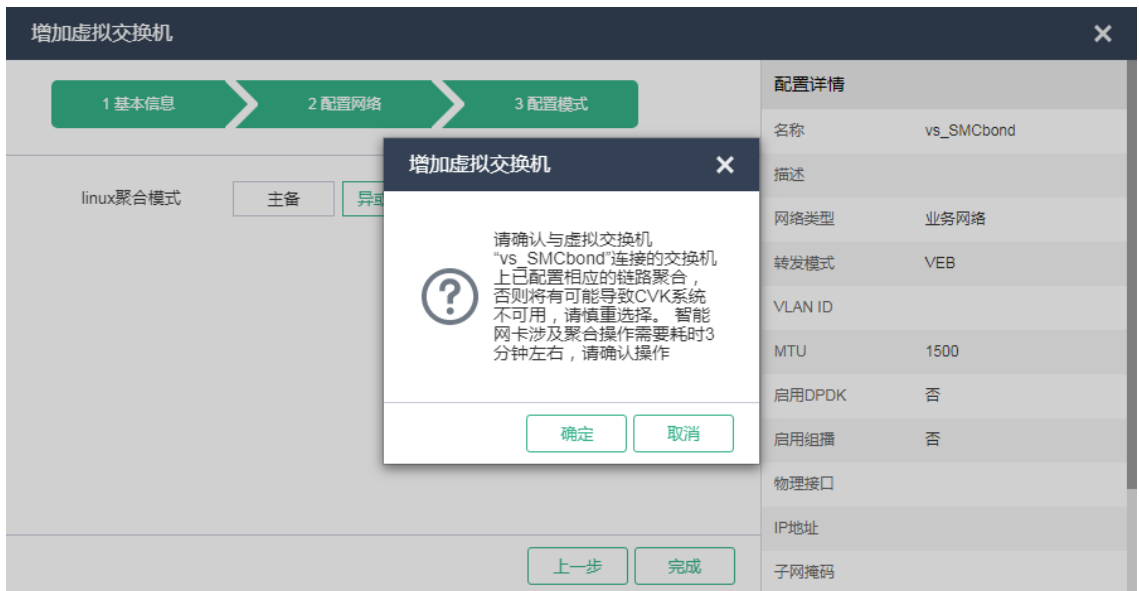 增加虚拟交换机
1 基本信息
2 配置网络
3 配置模式
linux聚合模式
主备
异或
增加虚拟交换机
请确认与虚拟交换机
“vs_SMCbond”连接的交换机
上已配置相应的链路聚合，
否则将有可能导致CVK系统
不可用，请慎重选择。 智能
网卡涉及聚合操作需要耗时3
分钟左右，请确认操作
确定
取消
上一步
完成
配置详情
名称 vs_SMCbond
描述
网络类型 业务网络
转发模式 VEB
VLAN ID
MTU 1500
启用DPDK 否
启用组播 否
物理接口
IP地址
子网掩码